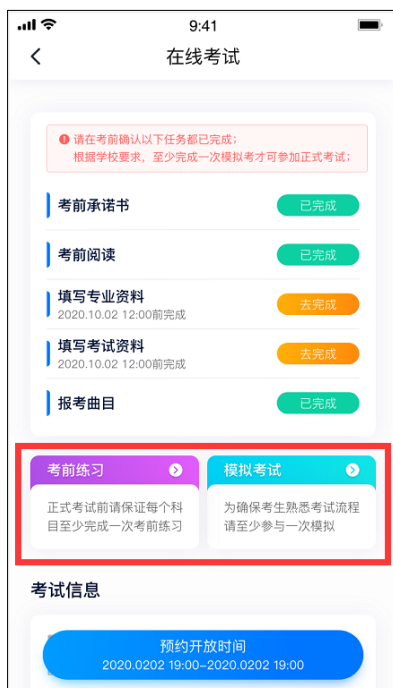 9:41
在线考试
请在考前确认以下任务都已完成；
根据学校要求，至少完成一次模拟考才可参加正式考试；
考前承诺书
已完成
考前阅读
已完成
填写专业资料
去完成
2020.10.02 12:00前完成
填写考试资料
去完成
2020.10.02 12:00前完成
报考曲目
已完成
考前练习
模拟考试
正式考试前请保证每个科
目至少完成一次考前练习
为确保考生熟悉考试流程
请至少参与一次模拟
考试信息
预约开放时间
2020.0202 19:00–2020.0202 19:00